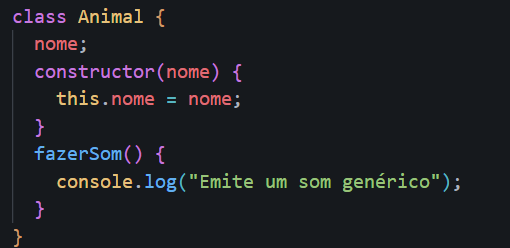 class Animal {
  nome;
  constructor(nome) {
    this.nome = nome;
  }
  fazerSom() {
    console.log("Emite um som genérico");
  }
}